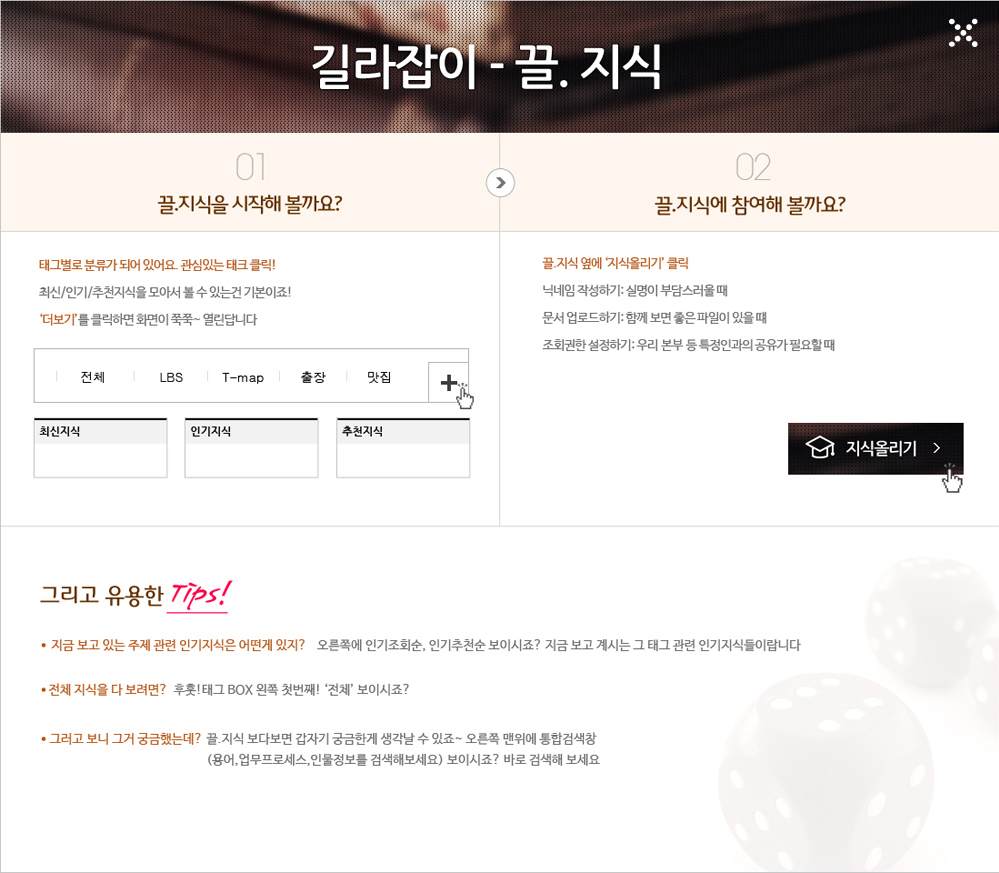 길라잡이 - 끌. 지식
01
끌.지식을 시작해 볼까요?
02
끌.지식에 참여해 볼까요?
태그별로 분류가 되어 있어요. 관심있는 태크 클릭!
최신/인기/추천지식을 모아서 볼 수 있는건 기본이죠!
‘더보기’를 클릭하면 화면이 쭉쭉~ 열린답니다
전체 LBS T-map 출장 맛집
최신지식 인기지식 추천지식
끌.지식 옆에 ‘지식올리기’ 클릭
닉네임 작성하기: 실명이 부담스러울 때
문서 업로드하기: 함께 보면 좋은 파일이 있을 떄
조회권한 설정하기: 우리 본부 등 특정인과의 공유가 필요할 때
지식올리기
그리고 유용한 Tips!
• 지금 보고 있는 주제 관련 인기지식은 어떤게 있지? 오른쪽에 인기조회순, 인기추천순 보이시죠? 지금 보고 계시는 그 태그 관련 인기지식들이랍니다
• 전체 지식을 다 보려면? 후훗! 태그 BOX 왼쪽 첫번째! ‘전체’ 보이시죠?
• 그러고 보니 그거 궁금했는데? 끌.지식 보다보면 갑자기 궁금한게 생각날 수 있죠~ 오른쪽 맨위에 통합검색창
(용어,업무프로세스,인물정보를 검색해보세요) 보이시죠? 바로 검색해 보세요